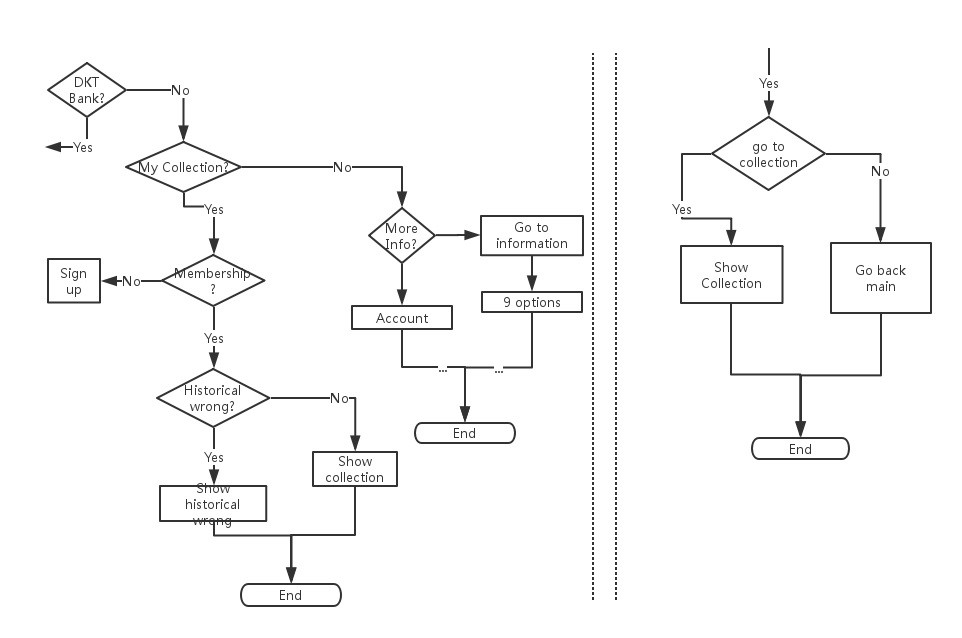 DKT
Bank?
No
Yes
My Collection?
No
Yes
More
Info?
Go to
information
Sign
up
No
Membership
?
9 options
Account
Yes
...
...
Historical
wrong?
No
End
Yes
Show
collection
Show
historical
wrong
End
Yes
go to
collection
No
Yes
Show
Collection
Go back
main
End